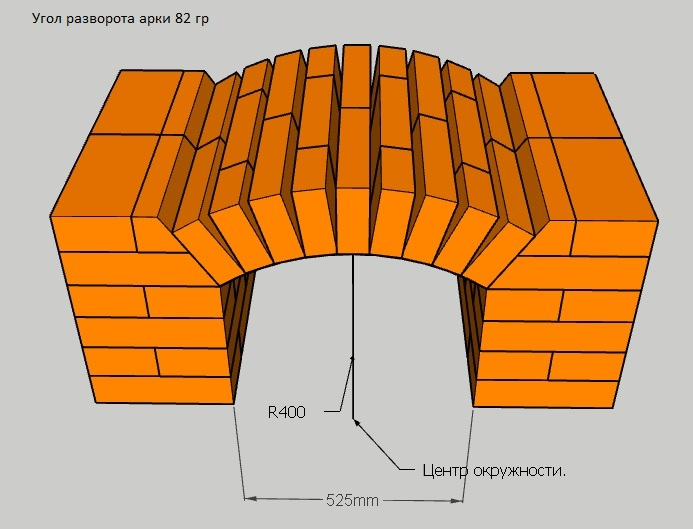 Угол разворота арки 82 гр
R400
Центр окружности.
525mm